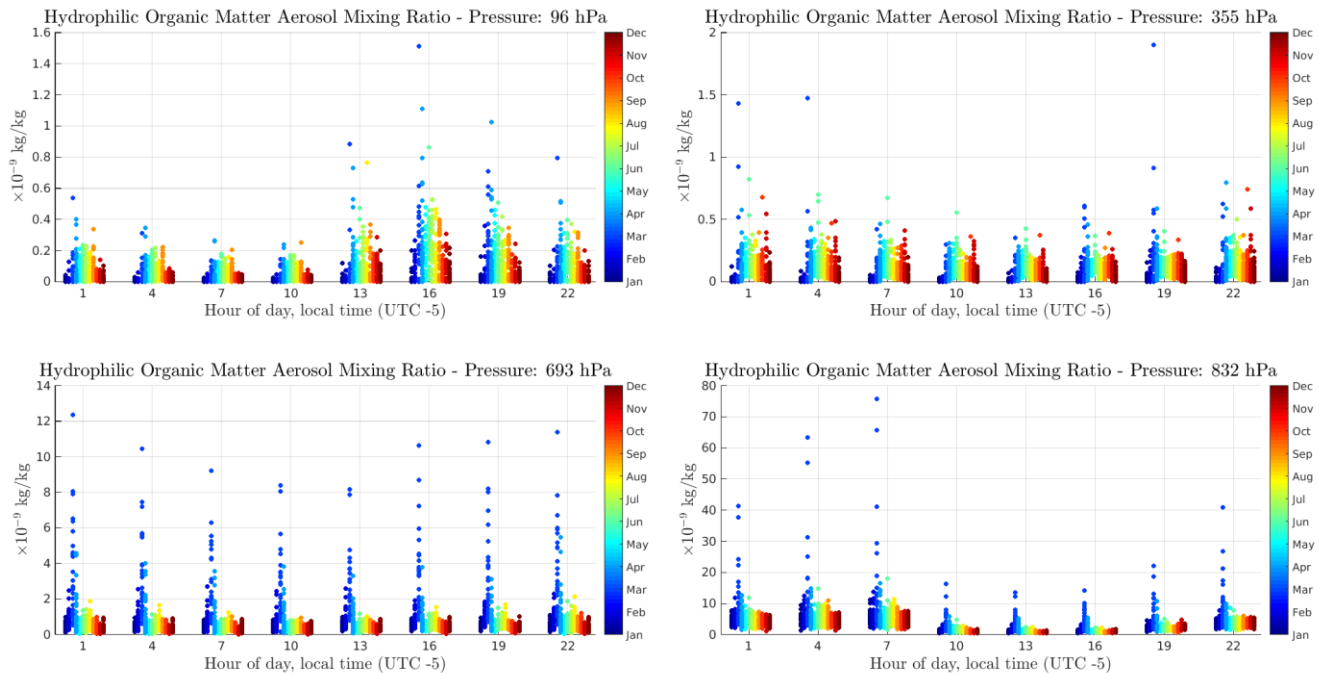 Hydrophilic Organic Matter Aerosol Mixing Ratio - Pressure: 96 hPa
1.6
1.4
1.2
1
0.8
0.6
0.4
0.2
0
×10⁻⁹ kg/kg
1 4 7 10 13 16 19 22
Hour of day, local time (UTC -5)
Dec
Nov
Oct
Sep
Aug
Jul
Jun
May
Apr
Mar
Feb
Jan
Hydrophilic Organic Matter Aerosol Mixing Ratio - Pressure: 355 hPa
2
1.5
1
0.5
0
×10⁻⁹ kg/kg
1 4 7 10 13 16 19 22
Hour of day, local time (UTC -5)
Dec
Nov
Oct
Sep
Aug
Jul
Jun
May
Apr
Mar
Feb
Jan
Hydrophilic Organic Matter Aerosol Mixing Ratio - Pressure: 693 hPa
14
12
10
8
6
4
2
0
×10⁻⁹ kg/kg
1 4 7 10 13 16 19 22
Hour of day, local time (UTC -5)
Dec
Nov
Oct
Sep
Aug
Jul
Jun
May
Apr
Mar
Feb
Jan
Hydrophilic Organic Matter Aerosol Mixing Ratio - Pressure: 832 hPa
80
70
60
50
40
30
20
10
0
×10⁻⁹ kg/kg
1 4 7 10 13 16 19 22
Hour of day, local time (UTC -5)
Dec
Nov
Oct
Sep
Aug
Jul
Jun
May
Apr
Mar
Feb
Jan